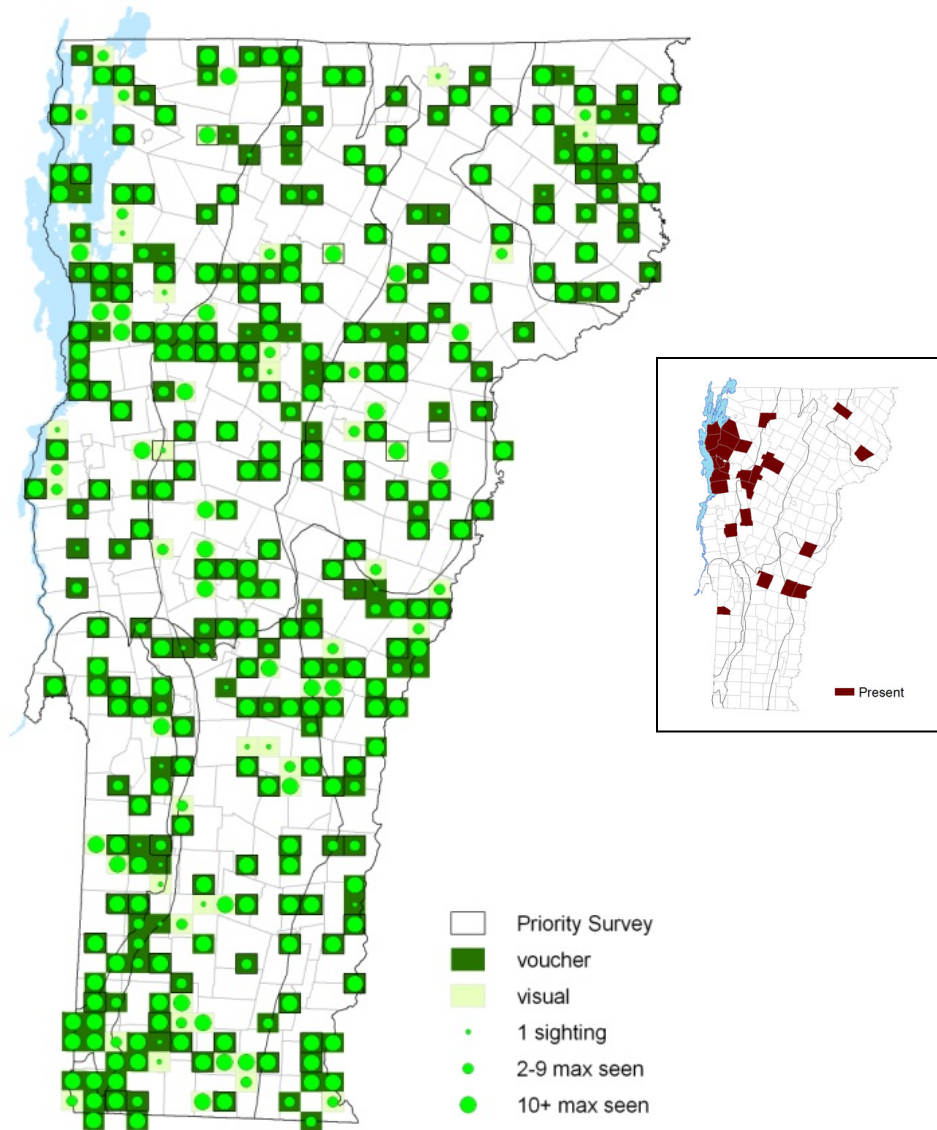 Present
Priority Survey
voucher
visual
1 sighting
2-9 max seen
10+ max seen